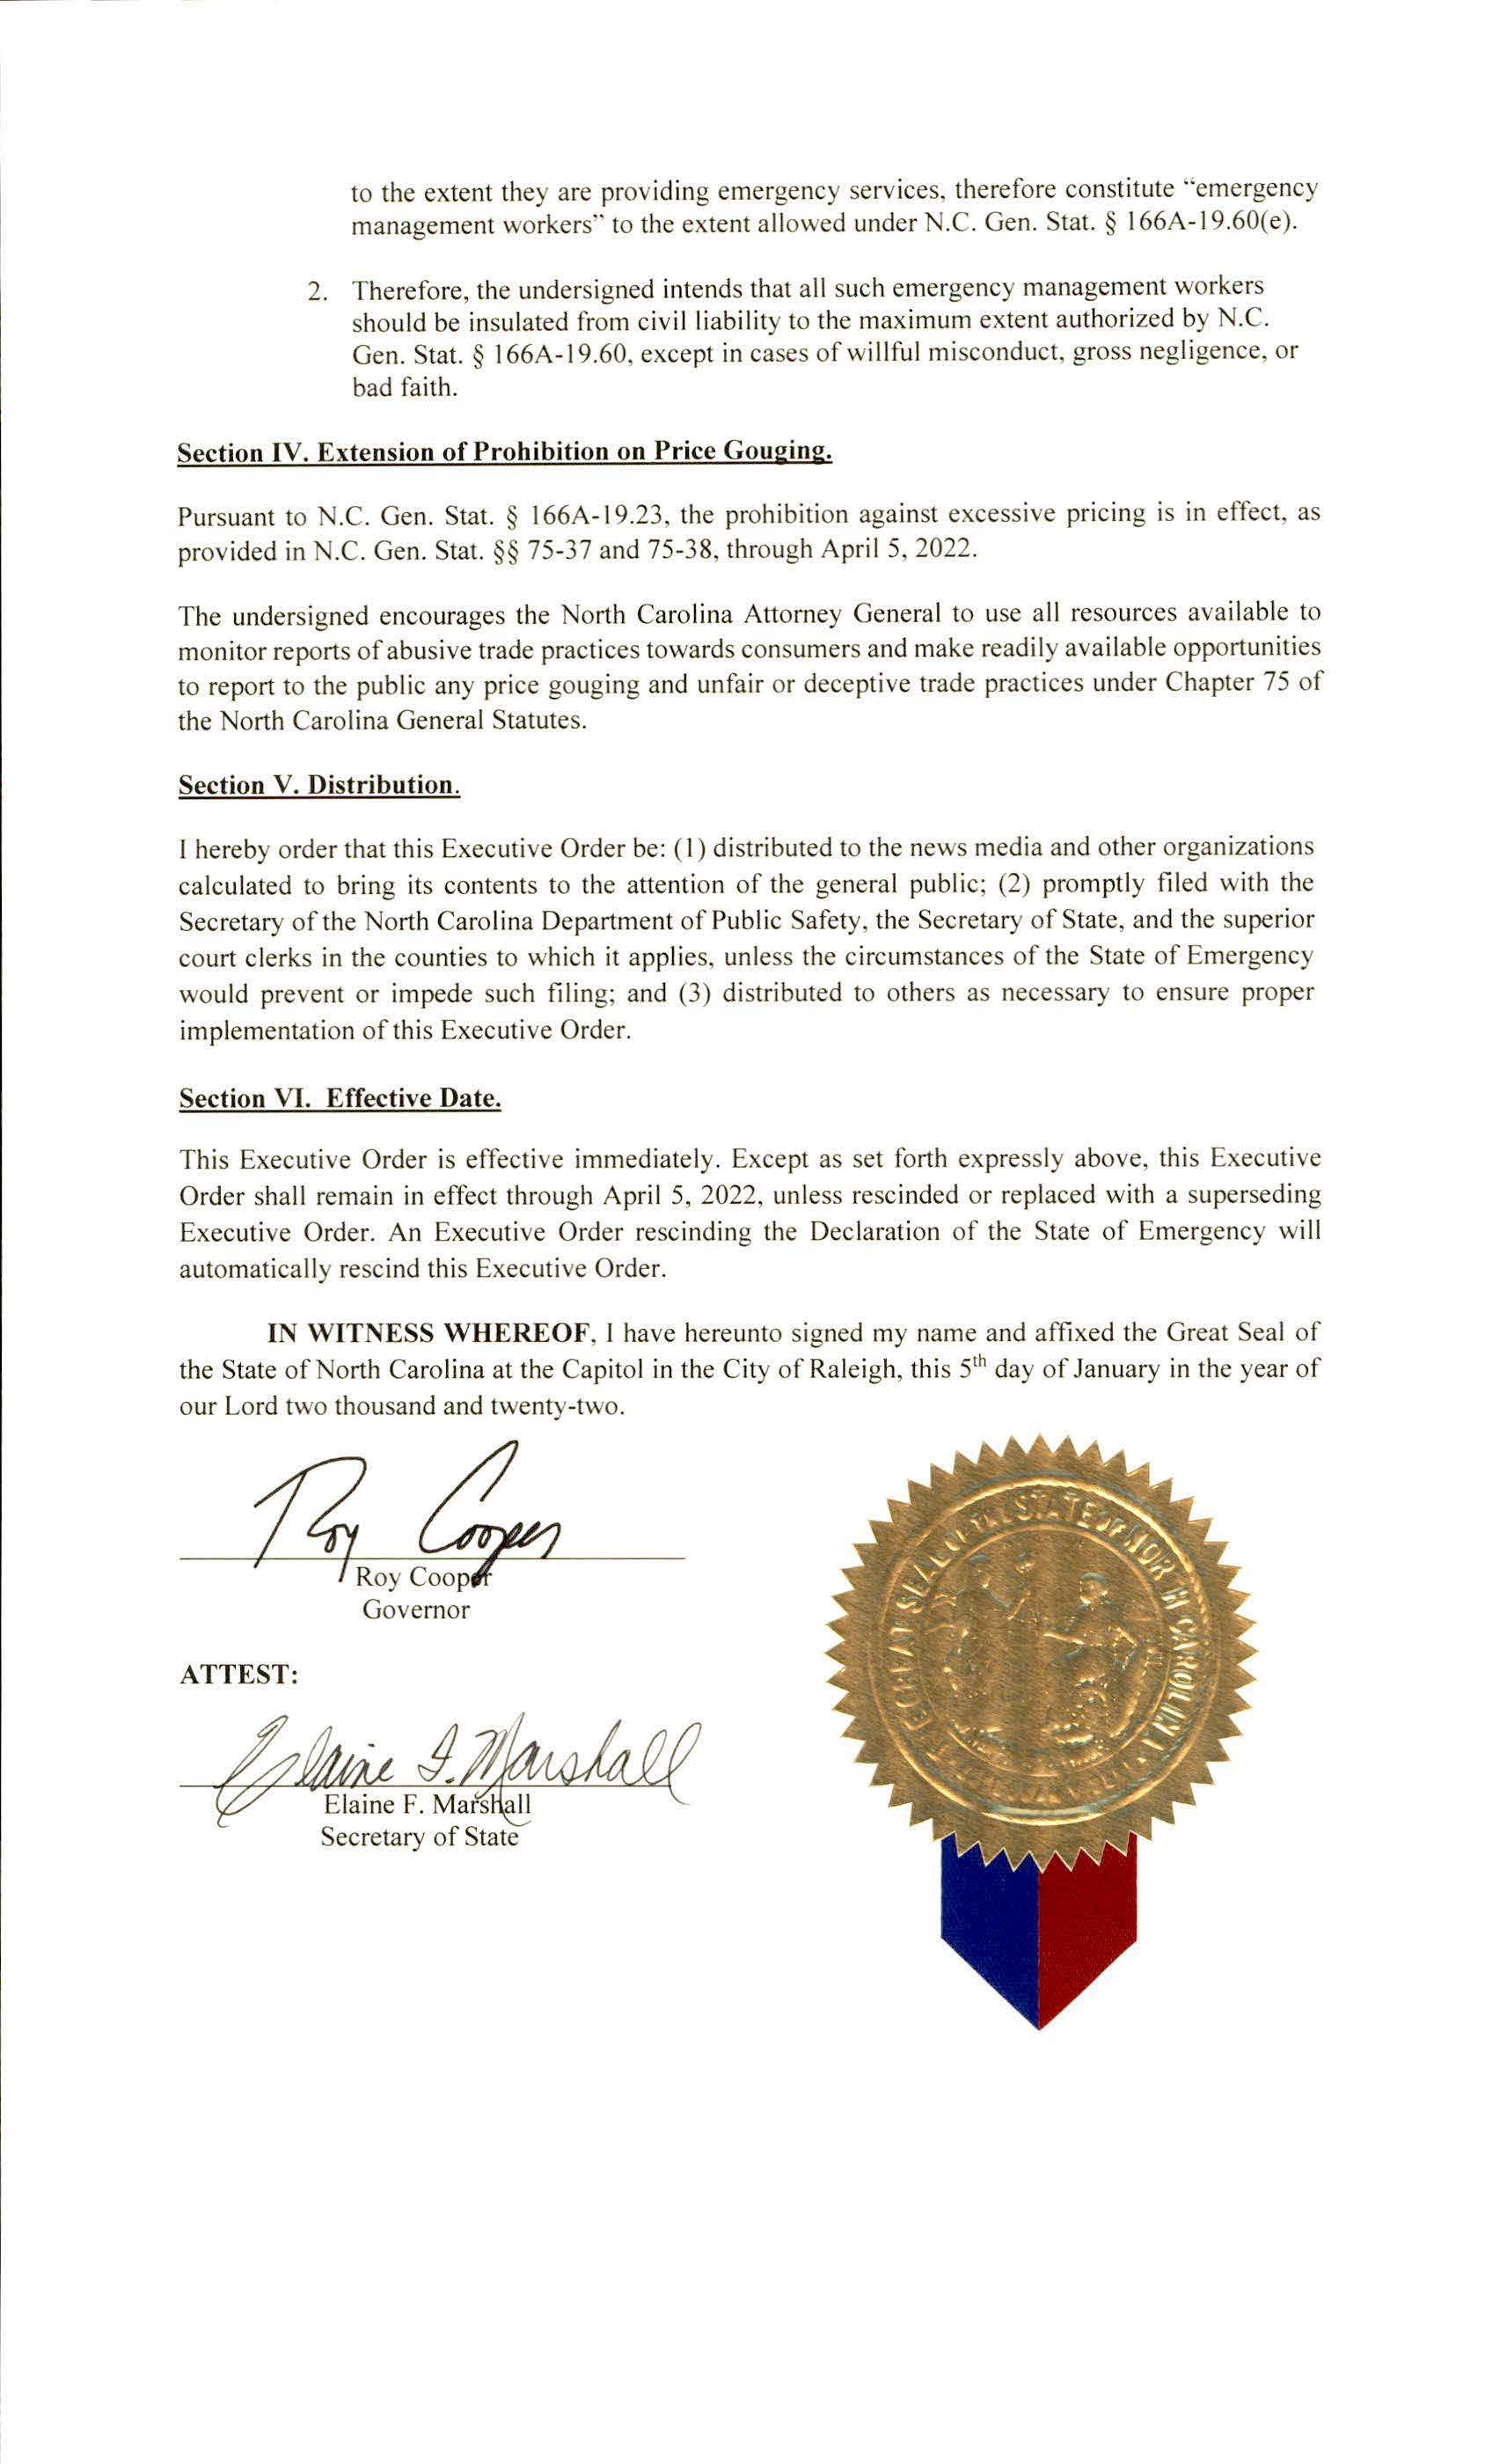 to the extent they are providing emergency services, therefore constitute “emergency
management workers” to the extent allowed under N.C. Gen. Stat. § 166A-19.60(e).
2. Therefore, the undersigned intends that all such emergency management workers
should be insulated from civil liability to the maximum extent authorized by N.C.
Gen. Stat. § 166A-19.60, except in cases of willful misconduct, gross negligence, or
bad faith.
Section IV. Extension of Prohibition on Price Gouging.
Pursuant to N.C. Gen. Stat. § 166A-19.23, the prohibition against excessive pricing is in effect, as
provided in N.C. Gen. Stat. §§ 75-37 and 75-38, through April 5, 2022.
The undersigned encourages the North Carolina Attorney General to use all resources available to
monitor reports of abusive trade practices towards consumers and make readily available opportunities
to report to the public any price gouging and unfair or deceptive trade practices under Chapter 75 of
the North Carolina General Statutes.
Section V. Distribution.
I hereby order that this Executive Order be: (1) distributed to the news media and other organizations
calculated to bring its contents to the attention of the general public; (2) promptly filed with the
Secretary of the North Carolina Department of Public Safety, the Secretary of State, and the superior
court clerks in the counties to which it applies, unless the circumstances of the State of Emergency
would prevent or impede such filing; and (3) distributed to others as necessary to ensure proper
implementation of this Executive Order.
Section VI. Effective Date.
This Executive Order is effective immediately. Except as set forth expressly above, this Executive
Order shall remain in effect through April 5, 2022, unless rescinded or replaced with a superseding
Executive Order. An Executive Order rescinding the Declaration of the State of Emergency will
automatically rescind this Executive Order.
IN WITNESS WHEREOF, I have hereunto signed my name and affixed the Great Seal of
the State of North Carolina at the Capitol in the City of Raleigh, this 5th day of January in the year of
our Lord two thousand and twenty-two.
Roy Cooper
Roy Cooper
Governor
ATTEST:
Elaine F. Marshall
Elaine F. Marshall
Secretary of State
GREAT SEAL OF THE STATE OF NORTH CAROLINA